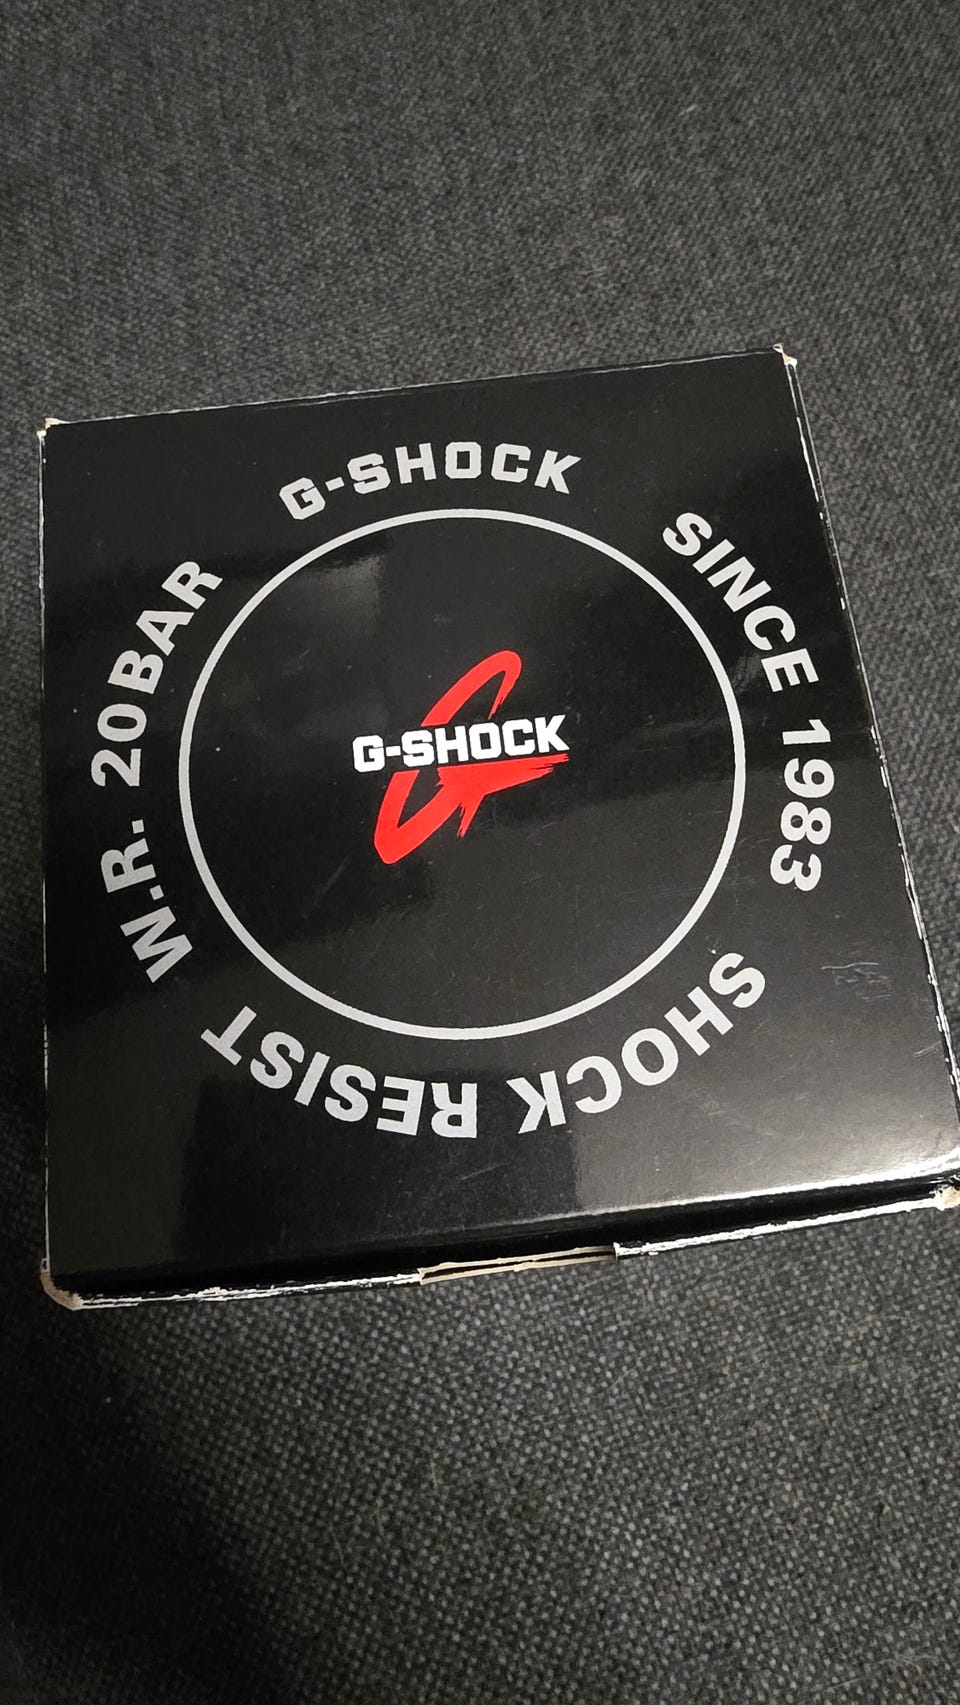 G-SHOCK
SINCE 1983
SHOCK RESIST
W.R. 20BAR
G-SHOCK